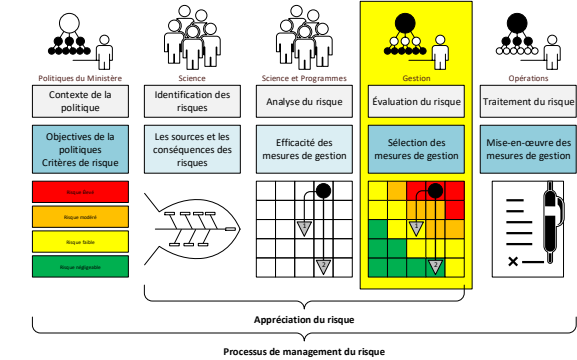 Politiques du Ministère
Science
Science et Programmes
Gestion
Opérations
Contexte de la
politique
Identification des
risques
Analyse du risque
Évaluation du risque
Traitement du risque
Objectives de la
politiques
Critères de risque
Les sources et les
conséquences des
risques
Efficacité des
mesures de gestion
Sélection des
mesures de gestion
Mise-en-œuvre des
mesures de gestion
Risque élevé
Risque modéré
Risque faible
Risque négligeable
1
2
1
2
Appréciation du risque
Processus de management du risque